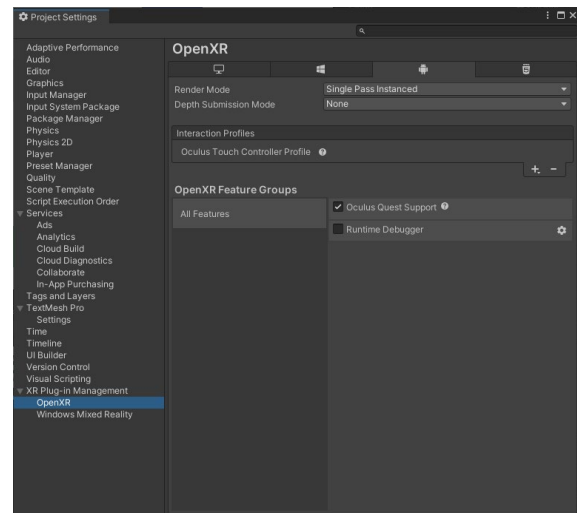 Project Settings
Adaptive Performance
Audio
Editor
Graphics
Input Manager
Input System Package
Package Manager
Physics
Physics 2D
Player
Preset Manager
Quality
Scene Template
Script Execution Order
Services
Ads
Analytics
Cloud Build
Cloud Diagnostics
Collaborate
In-App Purchasing
Tags and Layers
TextMesh Pro
Settings
Time
Timeline
UI Builder
Version Control
Visual Scripting
XR Plug-in Management
OpenXR
Windows Mixed Reality
OpenXR
Render Mode Single Pass Instanced
Depth Submission Mode None
Interaction Profiles
Oculus Touch Controller Profile
OpenXR Feature Groups
All Features
Oculus Quest Support
Runtime Debugger